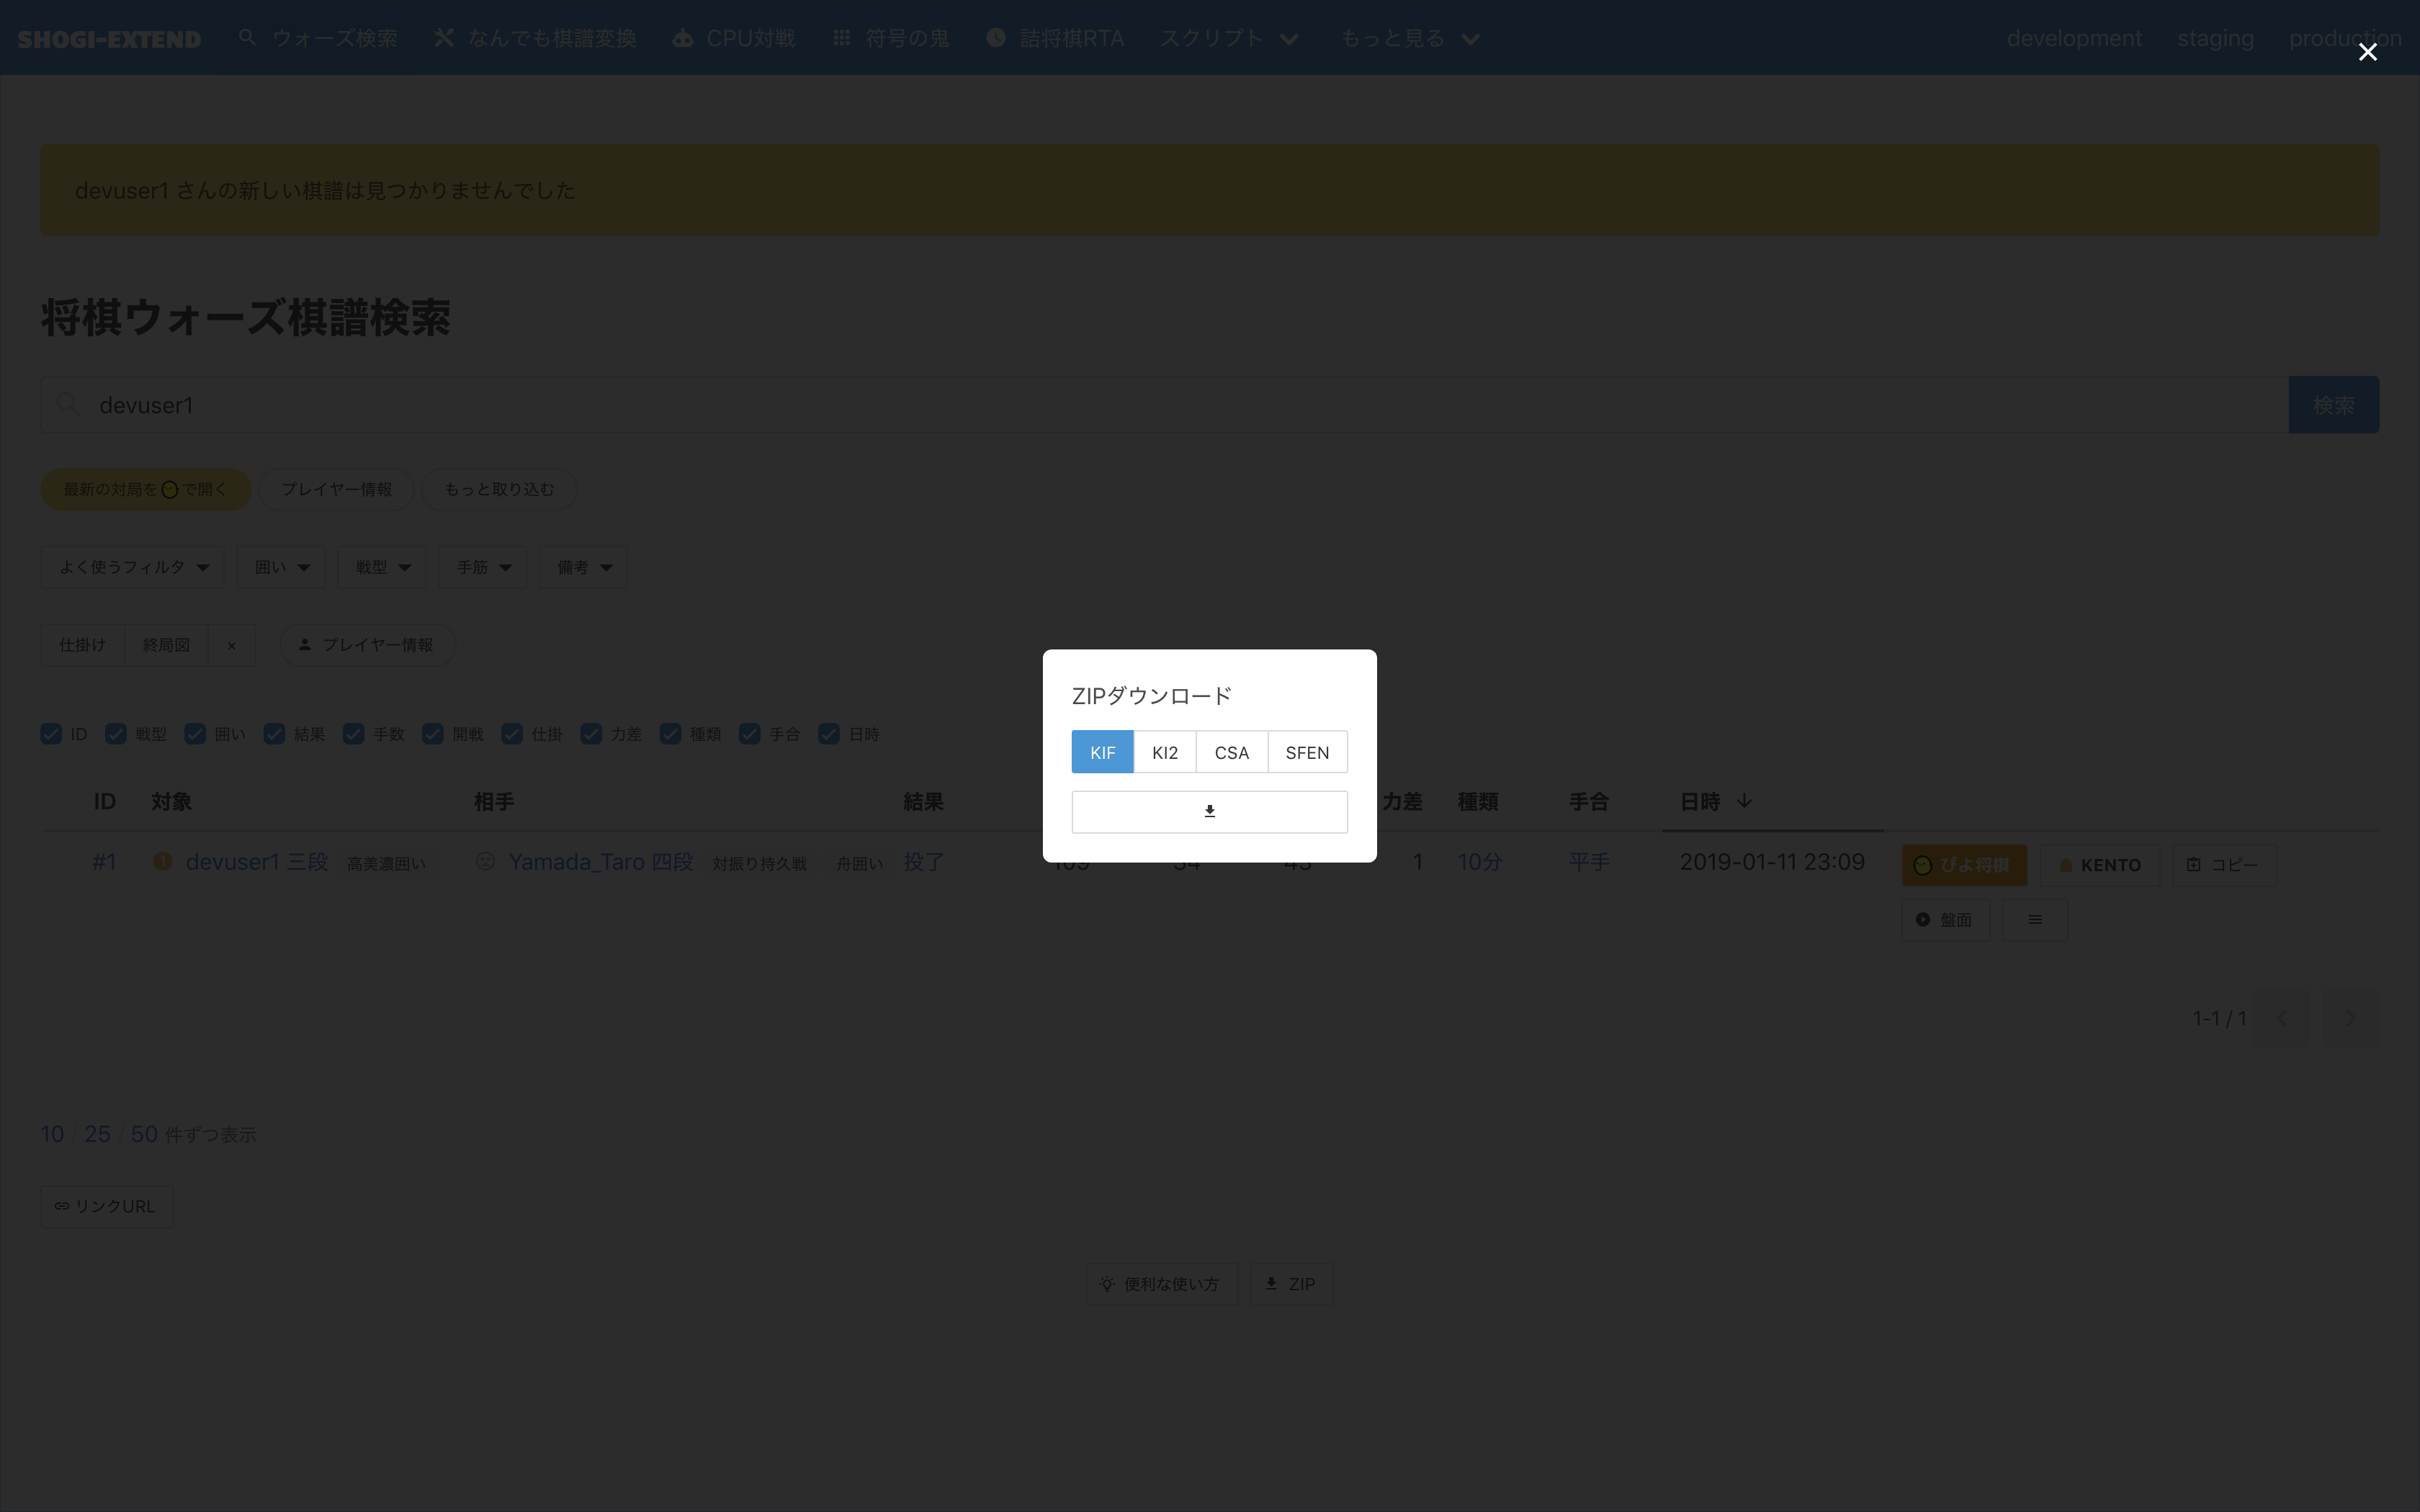 SHOGI-EXTEND ウォーズ検索 なんでも棋譜変換 CPU対戦 符号の鬼 詰将棋RTA スクリプト もっと見る development staging production
devuser1 さんの新しい棋譜は見つかりませんでした
将棋ウォーズ棋譜検索
devuser1 検索
最新の対局を で開く プレイヤー情報 もっと取り込む
よく使うフィルタ 囲い 戦型 手筋 備考
仕掛け 終局図 × プレイヤー情報
ZIPダウンロード
ID 戦型 囲い 結果 手数 開戦 仕掛 力差 種類 手合 日時
KIF KI2 CSA SFEN
ID 対象 相手 結果 力差 種類 手合 日時
#1 1 devuser1 三段 高美濃囲い Yamada_Taro 四段 対振り持久戦 舟囲い 投了 1 10分 平手 2019-01-11 23:09 ぴよ将棋 KENTO コピー
盤面
1-1 / 1
10 / 25 / 50 件ずつ表示
リンクURL
便利な使い方 ZIP